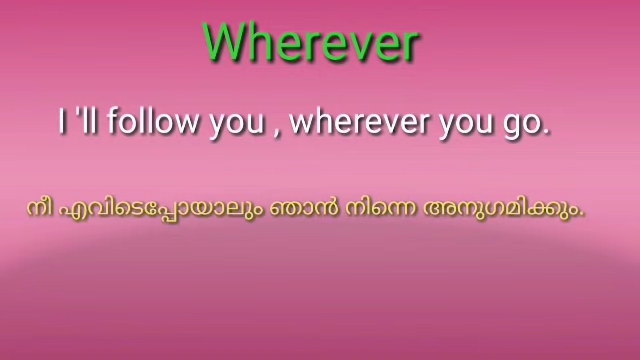 Wherever
I 'll follow you , wherever you go.
നീ എവിടെപ്പോയാലും ഞാൻ നിന്നെ അനുഗമിക്കും.